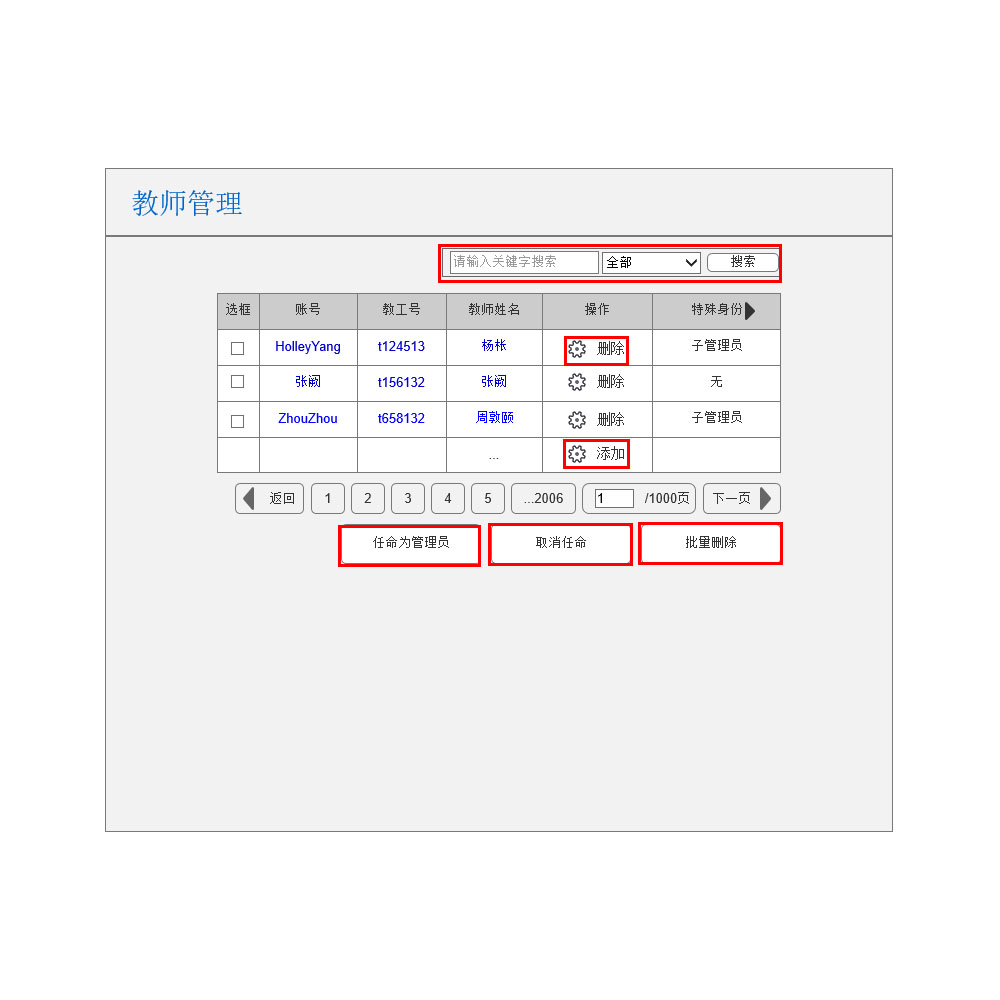 教师管理
请输入关键字搜索 全部 搜索
选框 账号 教工号 教师姓名 操作 特殊身份
HolleyYang t124513 杨枨 删除 子管理员
张阚 t156132 张阚 删除 无
ZhouZhou t658132 周敦颐 删除 子管理员
... 添加
返回 1 2 3 4 5 ...2006 1 /1000页 下一页
任命为管理员 取消任命 批量删除